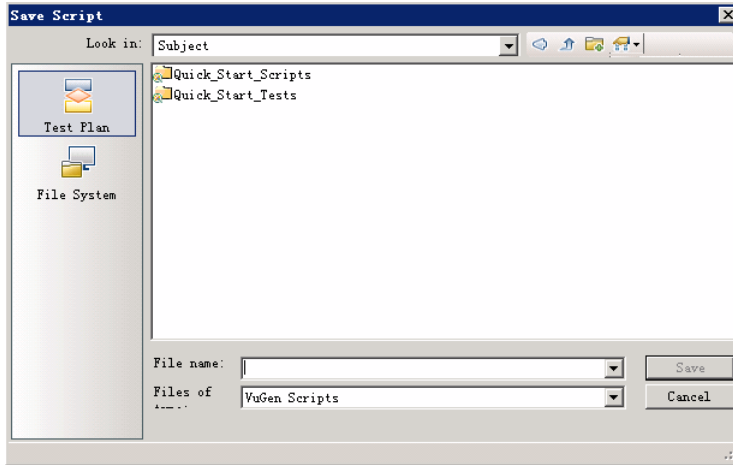 Save Script
Look in:
Subject
Quick_Start_Scripts
Quick_Start_Tests
Test Plan
File System
File name:
Save
Files of
VuGen Scripts
Cancel